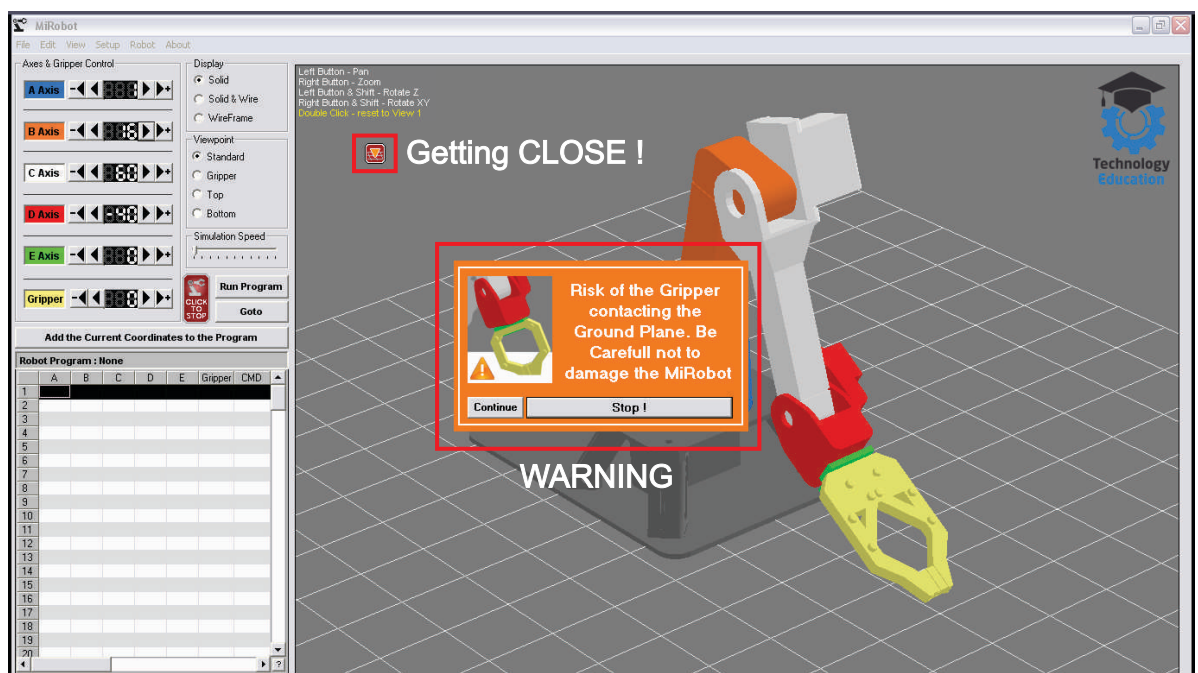 MiRobot
File Edit View Setup Robot About
Axes & Gripper Control
A Axis
B Axis 16
C Axis 60
D Axis -40
E Axis 0
Gripper 0
Display
Solid
Solid & Wire
WireFrame
Viewpoint
Standard
Gripper
Top
Bottom
Simulation Speed
CLICK
TO
STOP
Run Program
Goto
Add the Current Coordinates to the Program
Robot Program : None
A B C D E Gripper CMD
1
2
3
4
5
6
7
8
9
10
11
12
13
14
15
16
17
18
19
20
?
Left Button - Pan
Right Button - Zoom
Left Button & Shift - Rotate Z
Right Button & Shift - Rotate XY
Double Click - reset to View 1
Getting CLOSE !
Technology
Education
Risk of the Gripper
contacting the
Ground Plane. Be
Carefull not to
damage the MiRobot
Continue
Stop !
WARNING